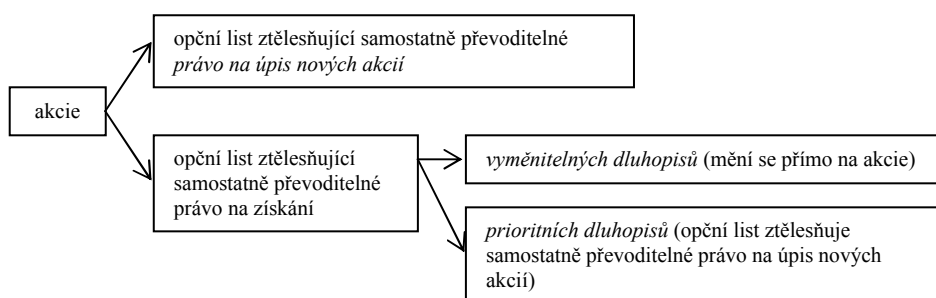 opční list ztělesňující samostatně převoditelné
právo na úpis nových akcií
akcie
opční list ztělesňující
samostatně převoditelné
právo na získání
vyměnitelných dluhopisů (mění se přímo na akcie)
prioritních dluhopisů (opční list ztělesňuje
samostatně převoditelné právo na úpis nových
akcií)